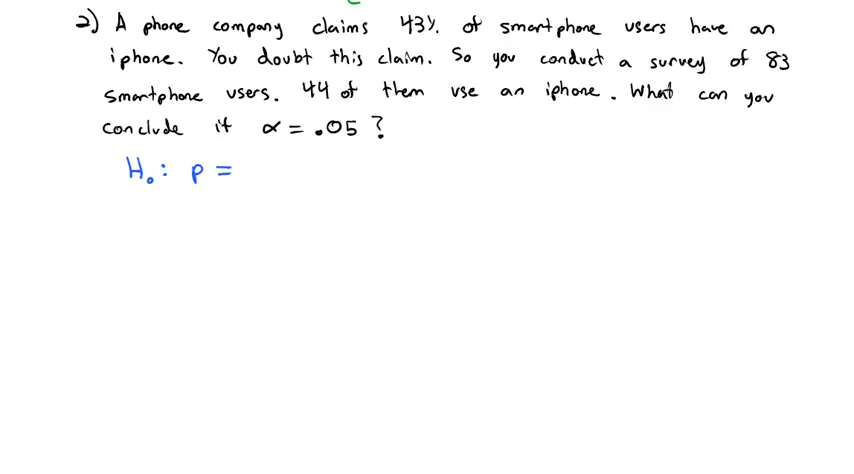 2) A phone company claims 43% of smartphone users have an
iphone. You doubt this claim. So you conduct a survey of 83
smartphone users. 44 of them use an iphone. What can you
conclude if α = .05 ?
H₀: p =